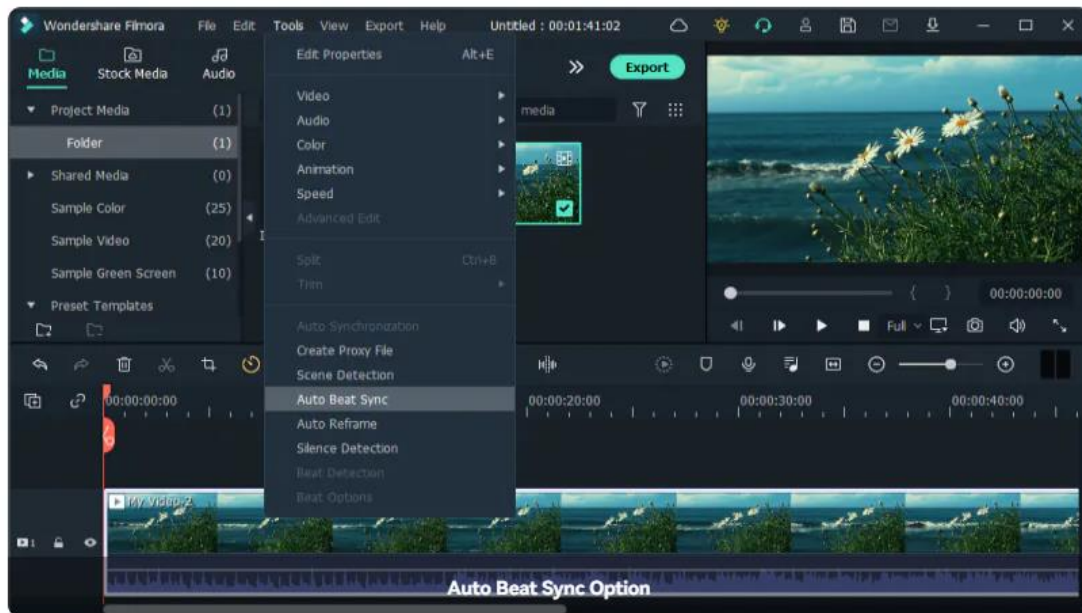 Wondershare Filmora File Edit Tools View Export Help Untitled : 00:01:41:02
Media Stock Media Audio
Export
Project Media (1)
Folder (1)
Shared Media (0)
Sample Color (25)
Sample Video (20)
Sample Green Screen (10)
Preset Templates
media
Edit Properties Alt+E
Video
Audio
Color
Animation
Speed
Advanced Edit
Split Ctrl+B
Trim
Auto Synchronization
Create Proxy File
Scene Detection
Auto Beat Sync
Auto Reframe
Silence Detection
Beat Detection
Beat Options
{ } 00:00:00:00
Full
00:00:00:00 00:00:20:00 00:00:30:00 00:00:40:00
My Video-2
1
Auto Beat Sync Option